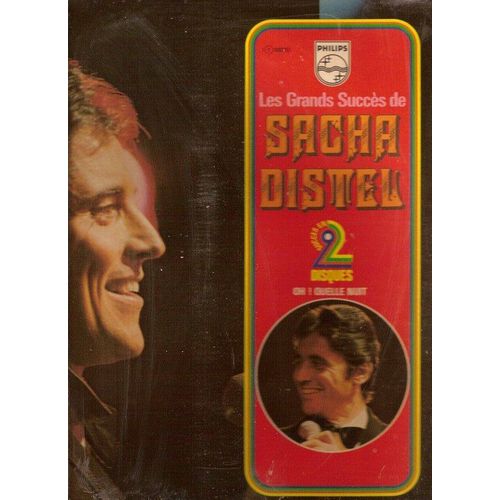 PHILIPS
Les Grands Succès de
SACHA
DISTEL
2
DISQUES
OH ! QUELLE NUIT